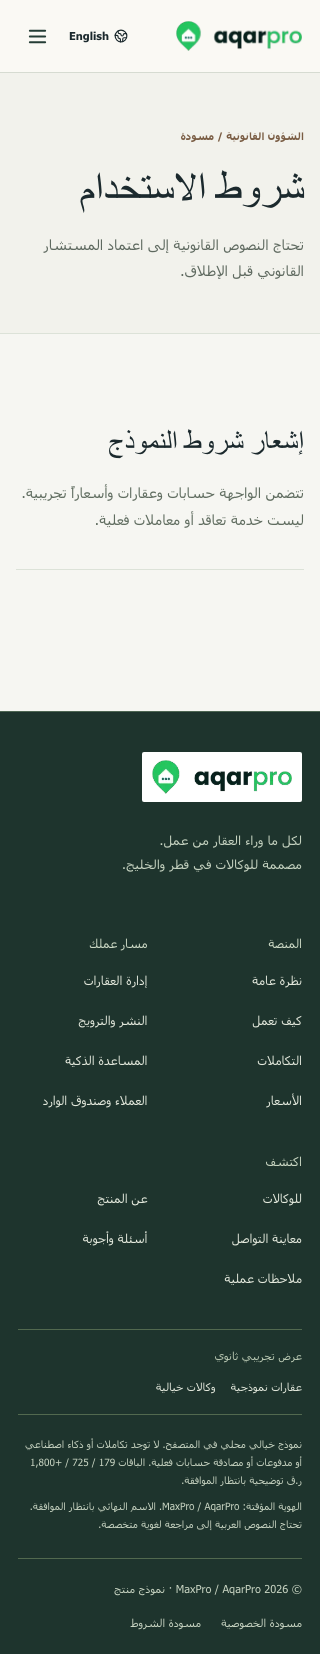 aqarpro
English
الشؤون القانونية / مسودة
شروط الاستخدام
تحتاج النصوص القانونية إلى اعتماد المستشار
القانوني قبل الإطلاق.
إشعار شروط النموذج
تتضمن الواجهة حسابات وعقارات وأسعاراً تجريبية.
ليست خدمة تعاقد أو معاملات فعلية.
aqarpro
لكل ما وراء العقار من عمل.
مصممة للوكالات في قطر والخليج.
المنصة
نظرة عامة
كيف تعمل
التكاملات
الأسعار
مسار عملك
إدارة العقارات
النشر والترويج
المساعدة الذكية
العملاء وصندوق الوارد
اكتشف
للوكالات
عن المنتج
معاينة التواصل
أسئلة وأجوبة
ملاحظات عملية
عرض تجريبي ثانوي
عقارات نموذجية وكالات خيالية
نموذج خيالي محلي في المتصفح. لا توجد تكاملات أو ذكاء اصطناعي
أو مدفوعات أو مصادقة حسابات فعلية. الباقات 179 / 725 / +1,800
ر.ق توضيحية بانتظار الموافقة.
الهوية المؤقتة: MaxPro / AqarPro. الاسم النهائي بانتظار الموافقة.
تحتاج النصوص العربية إلى مراجعة لغوية متخصصة.
© 2026 MaxPro / AqarPro · نموذج منتج
مسودة الخصوصية مسودة الشروط